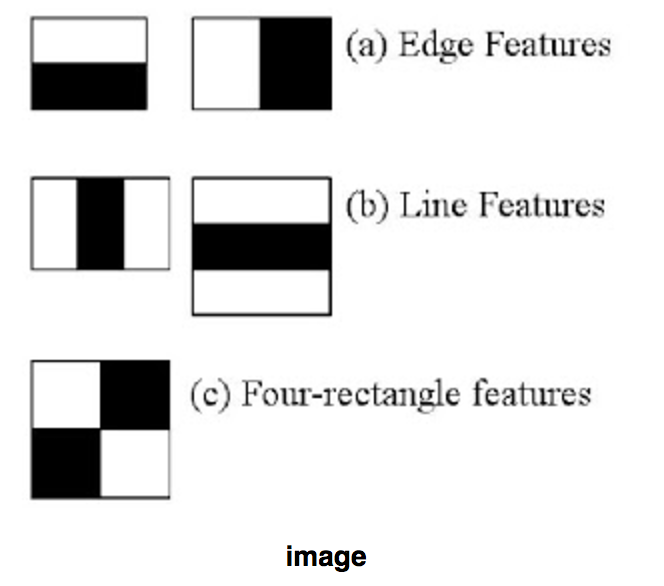 (a) Edge Features
(b) Line Features
(c) Four-rectangle features
image